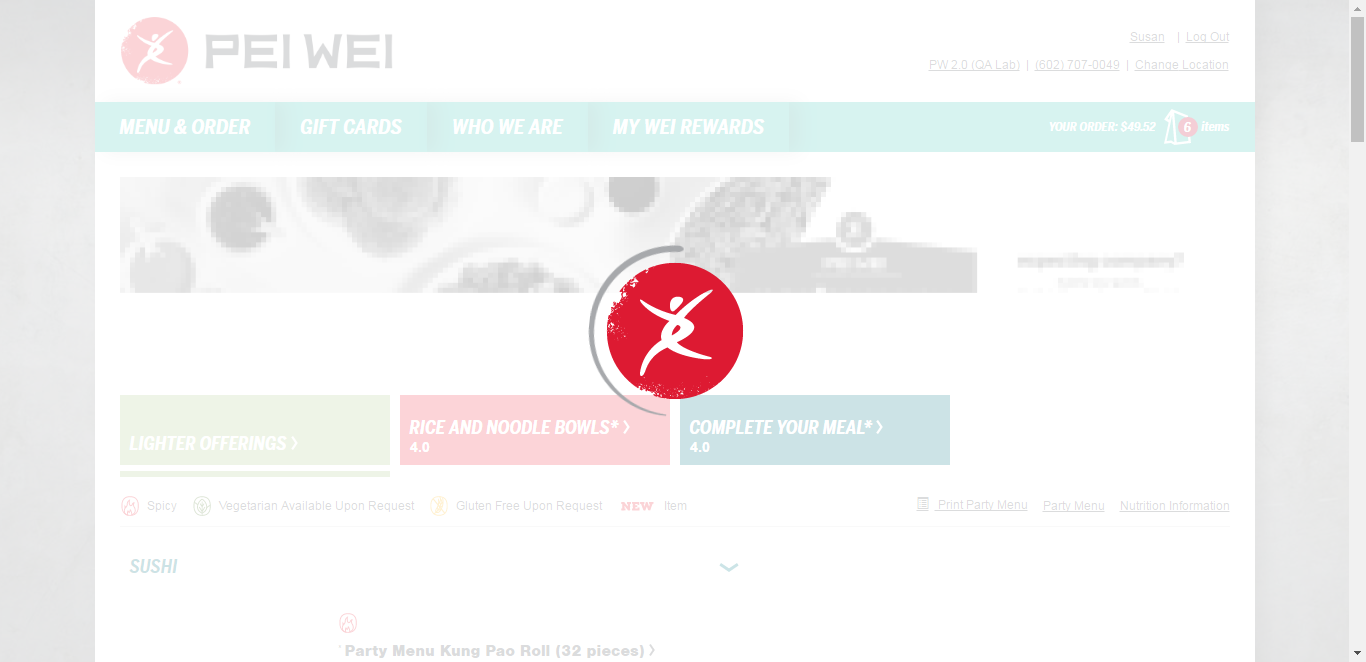 PEI WEI
Susan | Log Out
PW 2.0 (QA Lab) | (602) 707-0049 | Change Location
MENU & ORDER GIFT CARDS WHO WE ARE MY WEI REWARDS YOUR ORDER: $49.52 6 items
LIGHTER OFFERINGS >
RICE AND NOODLE BOWLS* >
4.0
COMPLETE YOUR MEAL* >
4.0
Spicy Vegetarian Available Upon Request Gluten Free Upon Request NEW Item Print Party Menu Party Menu Nutrition Information
SUSHI
Party Menu Kung Pao Roll (32 pieces) >